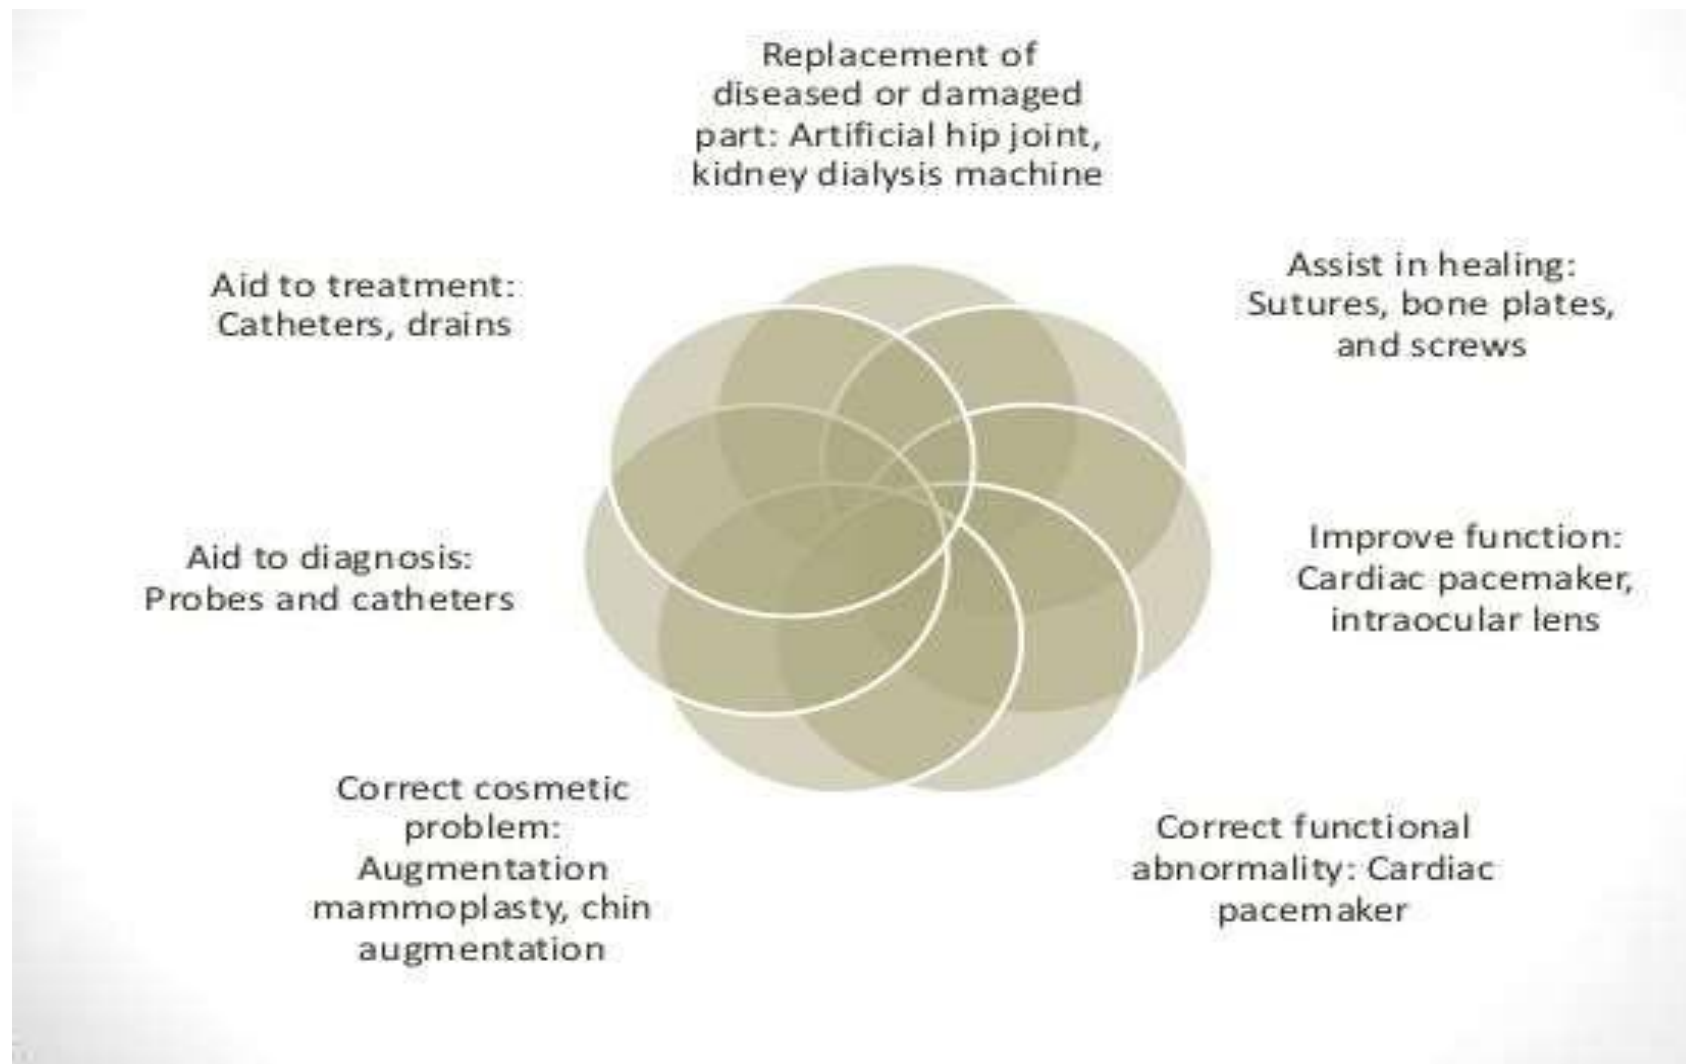 Replacement of
diseased or damaged
part: Artificial hip joint,
kidney dialysis machine
Assist in healing:
Sutures, bone plates,
and screws
Improve function:
Cardiac pacemaker,
intraocular lens
Correct functional
abnormality: Cardiac
pacemaker
Correct cosmetic
problem:
Augmentation
mammoplasty, chin
augmentation
Aid to diagnosis:
Probes and catheters
Aid to treatment:
Catheters, drains